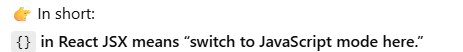 👉 In short:
{} in React JSX means “switch to JavaScript mode here.”